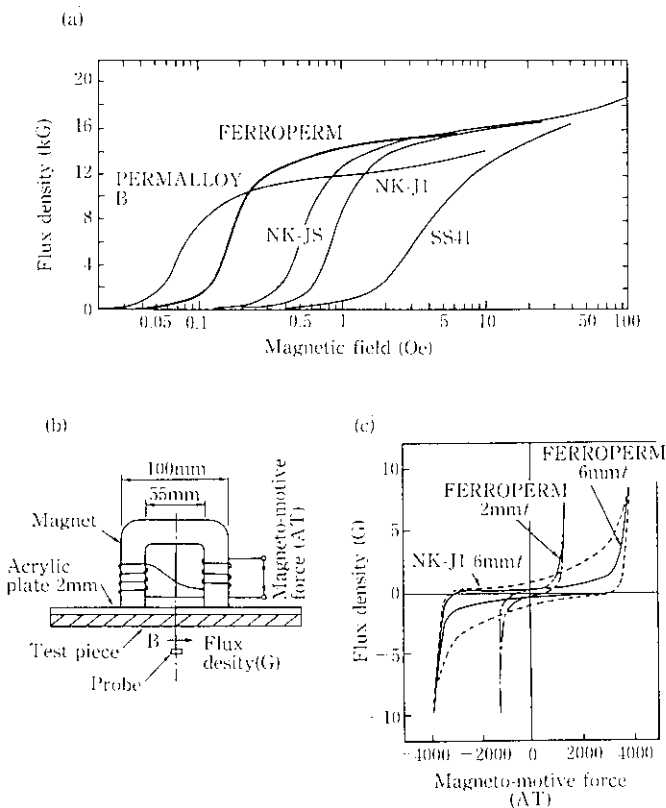 (a)
Flux density (kG)
20
16
12
8
4
0
FERROPERM
PERMALLOY
B
NK-JS
NK-J1
SS41
0.05
0.1
0.5
1
5
10
50
100
Magnetic field (Oe)
(b)
100mm
55mm
Magnet
Acrylic
plate 2mm
Test piece
Probe
B
Flux
desity(G)
Magneto-motive
force (AT)
(c)
Flux density (G)
10
5
0
-5
-10
FERROPERM
6mmt
FERROPERM
2mmt
NK-J1 6mmt
-4000
-2000
0
2000
4000
Magneto-motive force
(AT)